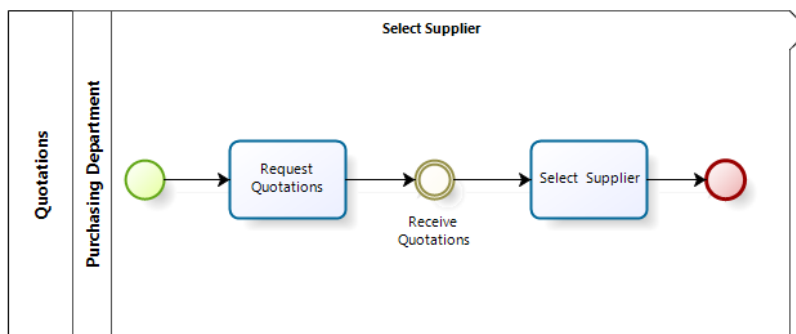 Select Supplier
Quotations
Purchasing Department
Request
Quotations
Receive
Quotations
Select Supplier